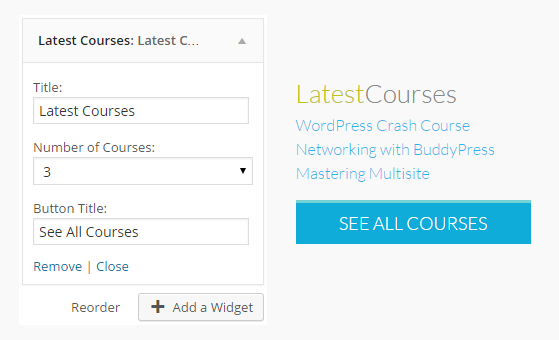 Latest Courses: Latest C...
Title:
Latest Courses
Number of Courses:
3
Button Title:
See All Courses
Remove | Close
Reorder
Add a Widget
LatestCourses
WordPress Crash Course
Networking with BuddyPress
Mastering Multisite
SEE ALL COURSES